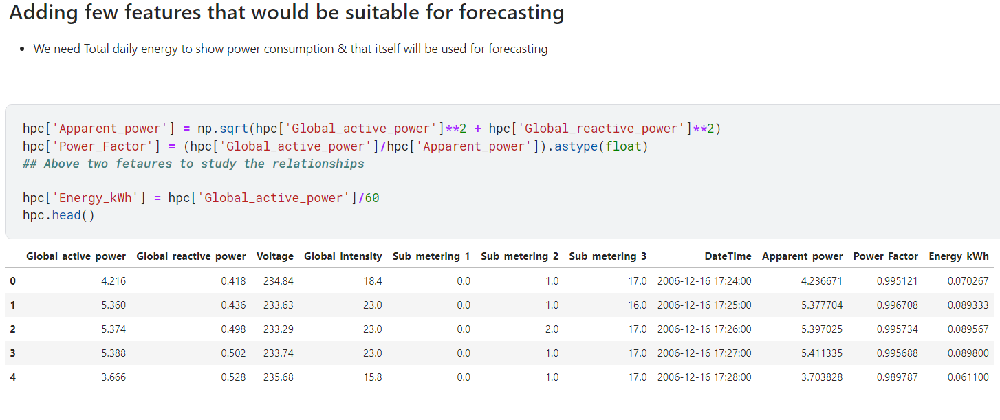 Adding few features that would be suitable for forecasting
• We need Total daily energy to show power consumption & that itself will be used for forecasting
hpc['Apparent_power'] = np.sqrt(hpc['Global_active_power']**2 + hpc['Global_reactive_power']**2)
hpc['Power_Factor'] = (hpc['Global_active_power']/hpc['Apparent_power']).astype(float)
## Above two fetaures to study the relationships
hpc['Energy_kWh'] = hpc['Global_active_power']/60
hpc.head()
Global_active_power Global_reactive_power Voltage Global_intensity Sub_metering_1 Sub_metering_2 Sub_metering_3 DateTime Apparent_power Power_Factor Energy_kWh
0 4.216 0.418 234.84 18.4 0.0 1.0 17.0 2006-12-16 17:24:00 4.236671 0.995121 0.070267
1 5.360 0.436 233.63 23.0 0.0 1.0 16.0 2006-12-16 17:25:00 5.377704 0.996708 0.089333
2 5.374 0.498 233.29 23.0 0.0 2.0 17.0 2006-12-16 17:26:00 5.397025 0.995734 0.089567
3 5.388 0.502 233.74 23.0 0.0 1.0 17.0 2006-12-16 17:27:00 5.411335 0.995688 0.089800
4 3.666 0.528 235.68 15.8 0.0 1.0 17.0 2006-12-16 17:28:00 3.703828 0.989787 0.061100